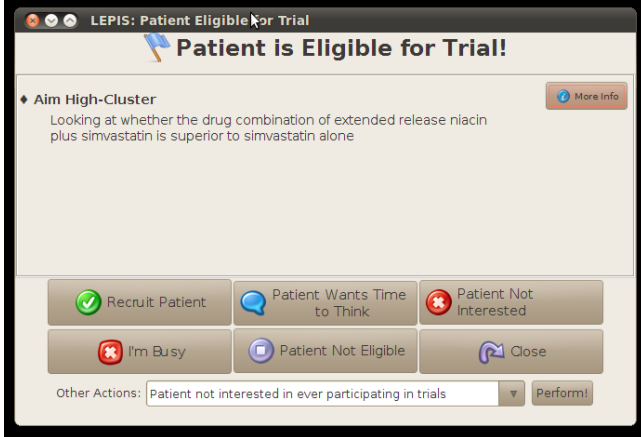 LEPIS: Patient Eligible for Trial
Patient is Eligible for Trial!
Aim High-Cluster
More Info
Looking at whether the drug combination of extended release niacin
plus simvastatin is superior to simvastatin alone
Recruit Patient
Patient Wants Time
to Think
Patient Not
Interested
I'm Busy
Patient Not Eligible
Close
Other Actions:
Patient not interested in ever participating in trials
Perform!